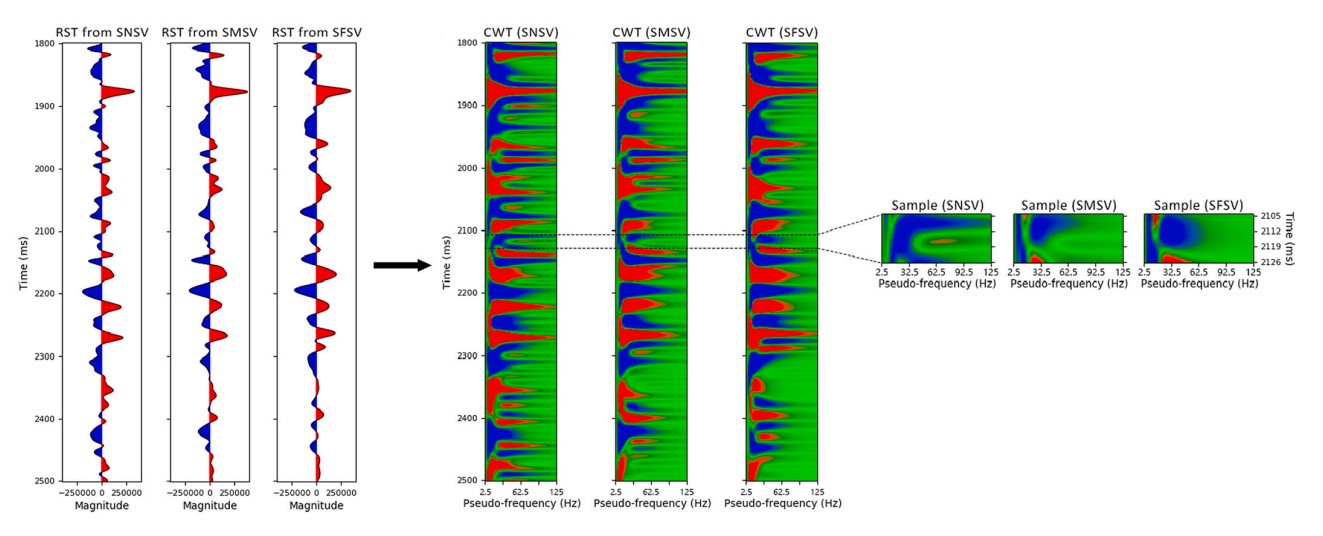 RST from SNSV RST from SMSV RST from SFSV
CWT (SNSV) CWT (SMSV) CWT (SFSV)
1800
1900
2000
2100
2200
2300
2400
2500
Time (ms)
−250000 0 250000
−250000 0 250000
−250000 0 250000
Magnitude Magnitude Magnitude
1800
1900
2000
2100
2200
2300
2400
2500
Time (ms)
2.5 62.5 125
2.5 62.5 125
2.5 62.5 125
Pseudo-frequency (Hz) Pseudo-frequency (Hz) Pseudo-frequency (Hz)
Sample (SNSV) Sample (SMSV) Sample (SFSV)
2105
2112
2119
2126
Time (ms)
2.5 32.5 62.5 92.5 125
2.5 32.5 62.5 92.5 125
2.5 32.5 62.5 92.5 125
Pseudo-frequency (Hz) Pseudo-frequency (Hz) Pseudo-frequency (Hz)